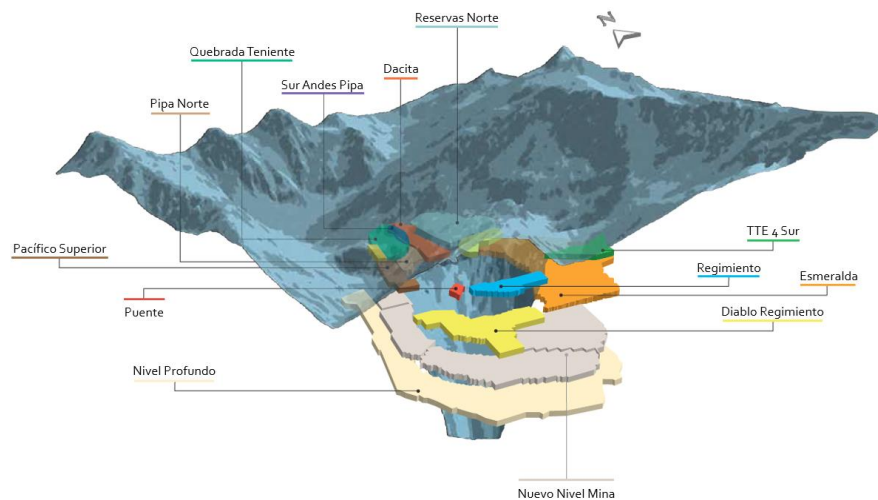 Reservas Norte
N
Quebrada Teniente
Dacita
Sur Andes Pipa
Pipa Norte
TTE 4 Sur
Pacífico Superior
Regimiento
Esmeralda
Puente
Diablo Regimiento
Nivel Profundo
Nuevo Nivel Mina